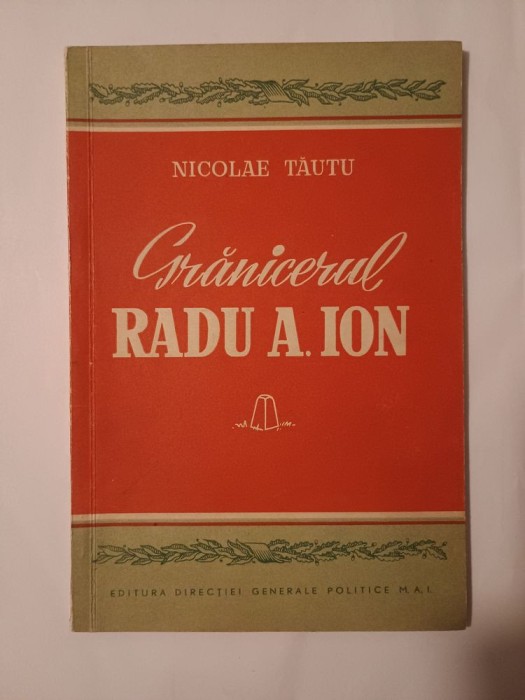 NICOLAE TĂUTU
Grănicerul
RADU A. ION
EDITURA DIRECȚIEI GENERALE POLITICE M.A.I.